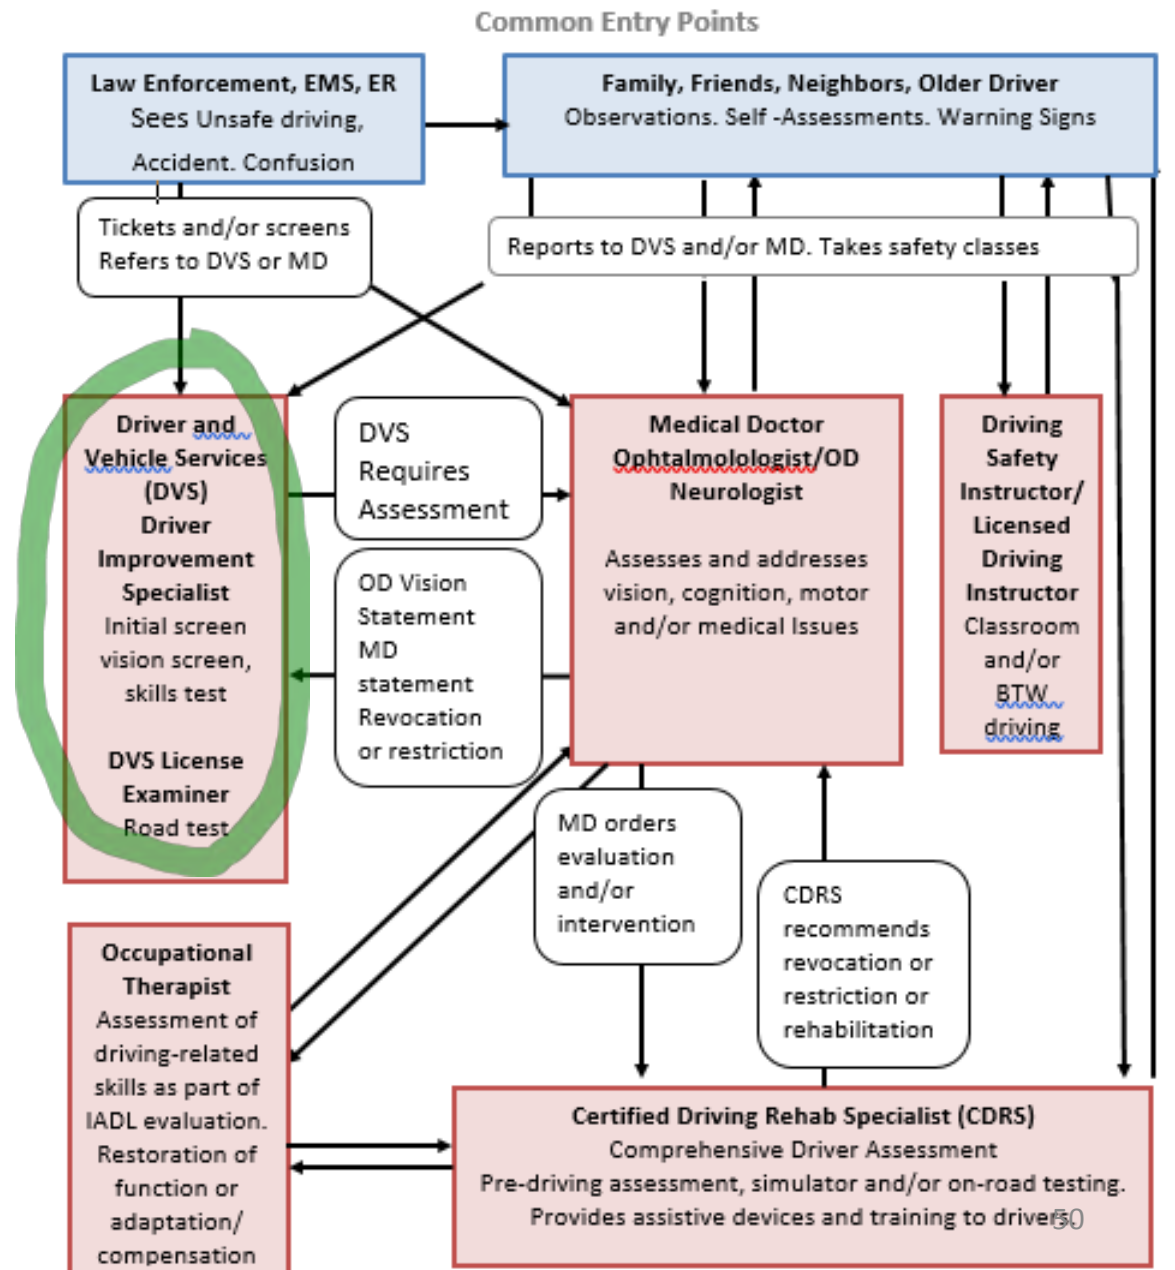 Common Entry Points
Law Enforcement, EMS, ER
Sees Unsafe driving,
Accident. Confusion
Family, Friends, Neighbors, Older Driver
Observations. Self -Assessments. Warning Signs
Tickets and/or screens
Refers to DVS or MD
Reports to DVS and/or MD. Takes safety classes
Driver and
Vehicle Services
(DVS)
Driver
Improvement
Specialist
Initial screen
vision screen,
skills test
DVS License
Examiner
Road test
DVS
Requires
Assessment
OD Vision
Statement
MD
statement
Revocation
or restriction
Medical Doctor
Ophtalmolologist/OD
Neurologist
Assesses and addresses
vision, cognition, motor
and/or medical Issues
Driving
Safety
Instructor/
Licensed
Driving
Instructor
Classroom
and/or
BTW
driving
MD orders
evaluation
and/or
intervention
CDRS
recommends
revocation or
restriction or
rehabilitation
Occupational
Therapist
Assessment of
driving-related
skills as part of
IADL evaluation.
Restoration of
function or
adaptation/
compensation
Certified Driving Rehab Specialist (CDRS)
Comprehensive Driver Assessment
Pre-driving assessment, simulator and/or on-road testing.
Provides assistive devices and training to drivers.
50